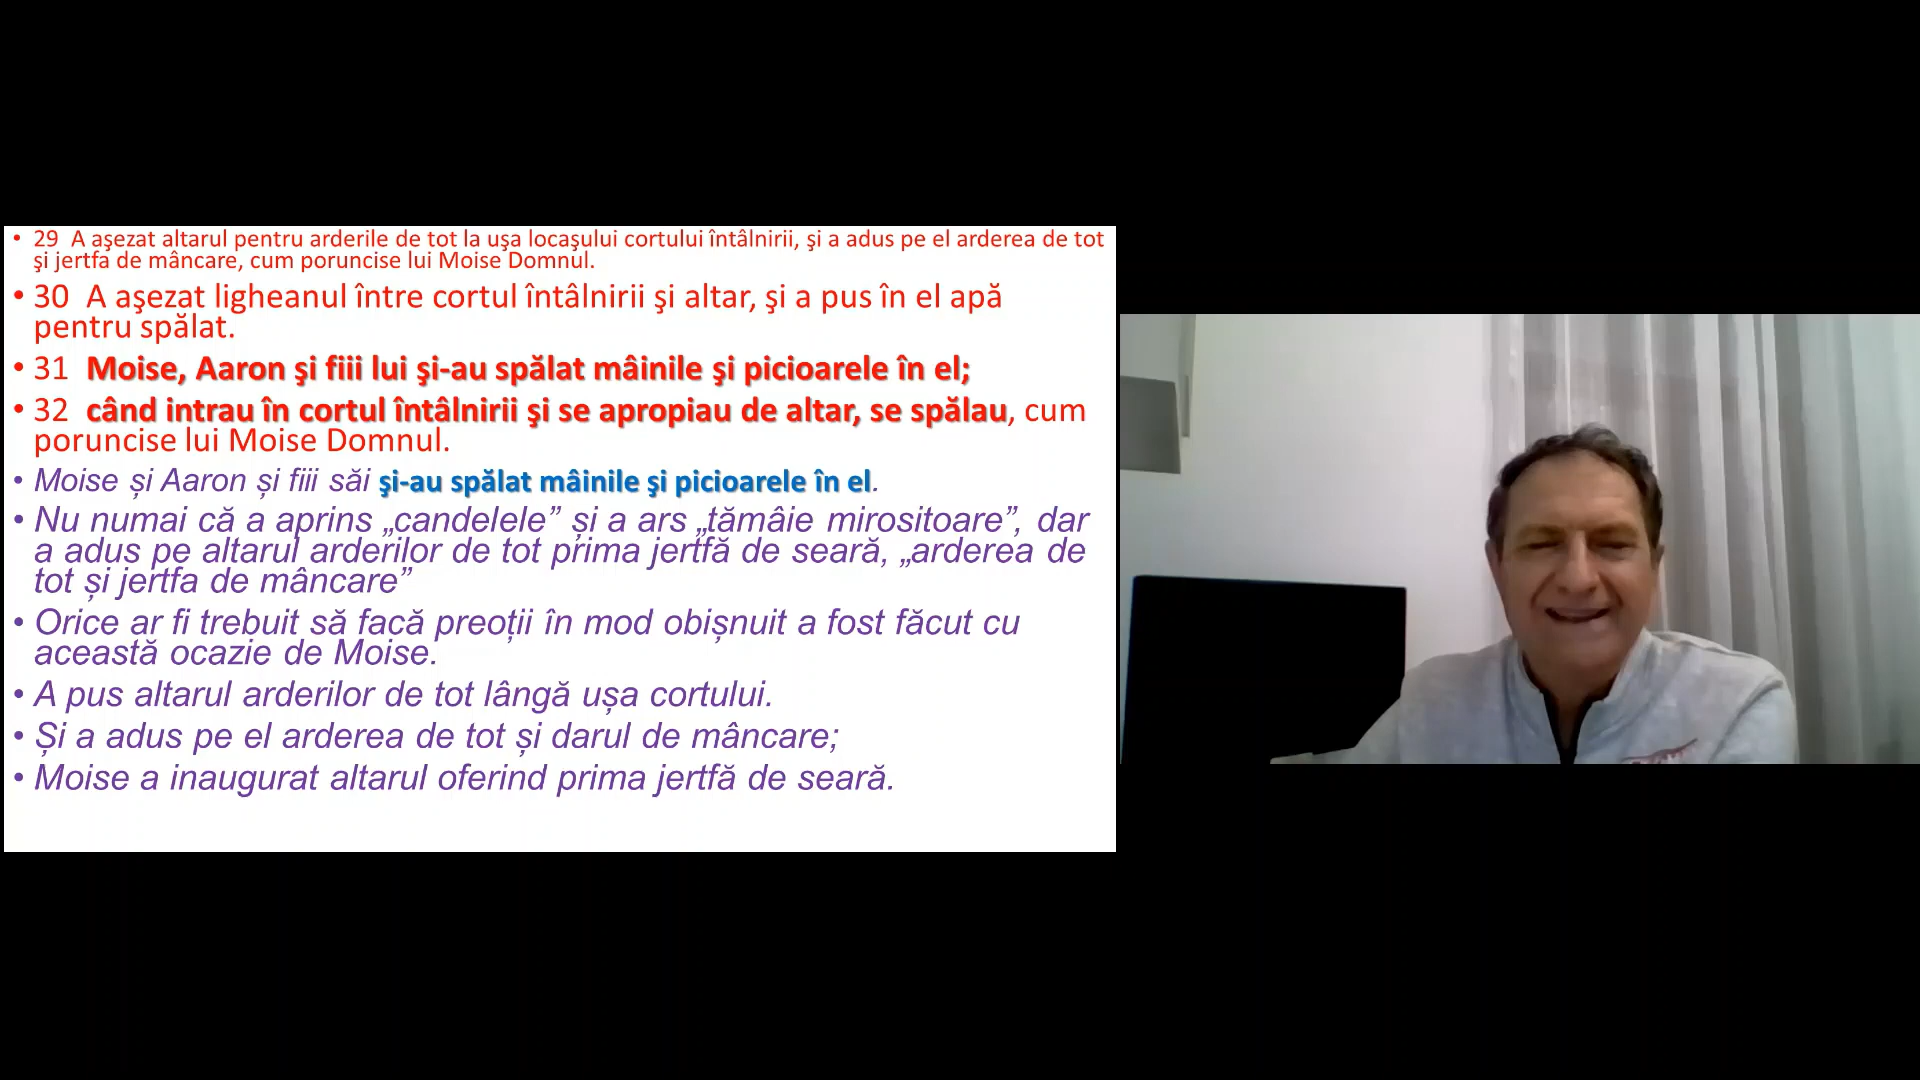 • 29 A aşezat altarul pentru arderile de tot la uşa locaşului cortului întâlnirii, şi a adus pe el arderea de tot
şi jertfa de mâncare, cum poruncise lui Moise Domnul.
• 30 A aşezat ligheanul între cortul întâlnirii şi altar, şi a pus în el apă
pentru spălat.
• 31 Moise, Aaron şi fiii lui şi-au spălat mâinile şi picioarele în el;
• 32 când intrau în cortul întâlnirii şi se apropiau de altar, se spălau, cum
poruncise lui Moise Domnul.
• Moise și Aaron și fiii săi şi-au spălat mâinile şi picioarele în el.
• Nu numai că a aprins „candelele” și a ars „tămâie mirositoare”, dar
a adus pe altarul arderilor de tot prima jertfă de seară, „arderea de
tot și jertfa de mâncare”
• Orice ar fi trebuit să facă preoții în mod obișnuit a fost făcut cu
această ocazie de Moise.
• A pus altarul arderilor de tot lângă ușa cortului.
• Și a adus pe el arderea de tot și darul de mâncare;
• Moise a inaugurat altarul oferind prima jertfă de seară.